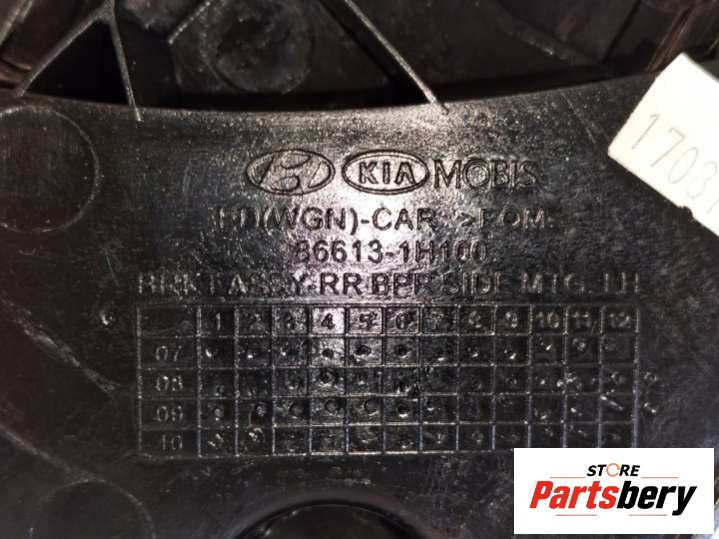 KIA MOBIS
ED(WGN)-CAR >POM<
86613-1H100
BRKT ASSY-RR BPR SIDE MTG, LH
1 2 3 4 5 6 7 8 9 10 11 12
07
08
09
10
1703
STORE
Partsbery